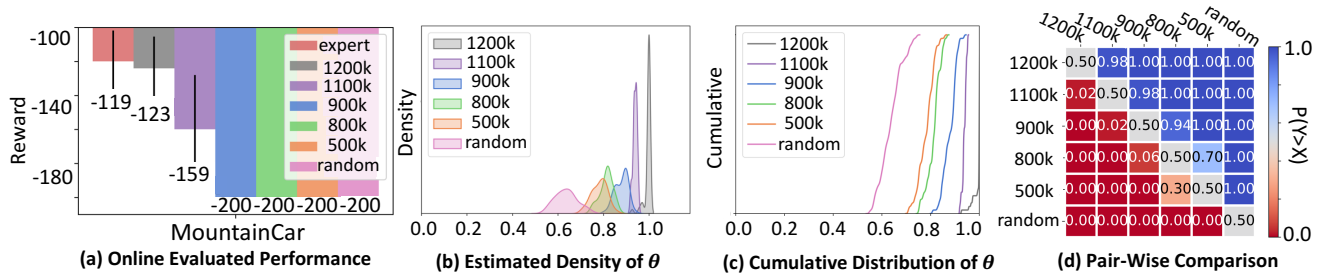 -100
-140
-180
Reward
expert
1200k
1100k
900k
800k
500k
random
-119
-123
-159
-200
-200
-200
-200
MountainCar
(a) Online Evaluated Performance
Density
1200k
1100k
900k
800k
500k
random
0.0 0.2 0.4 0.6 0.8 1.0
(b) Estimated Density of θ
Cumulative
1200k
1100k
900k
800k
500k
random
0.0 0.2 0.4 0.6 0.8 1.0
(c) Cumulative Distribution of θ
1200k 1100k 900k 800k 500k random
1200k 0.50 0.98 1.00 1.00 1.00 1.00
1100k 0.02 0.50 0.98 1.00 1.00 1.00
900k 0.00 0.02 0.50 0.94 1.00 1.00
800k 0.00 0.00 0.06 0.50 0.70 1.00
500k 0.00 0.00 0.00 0.30 0.50 1.00
random 0.00 0.00 0.00 0.00 0.00 0.50
1.0
P(Y>X)
0.0
(d) Pair-Wise Comparison